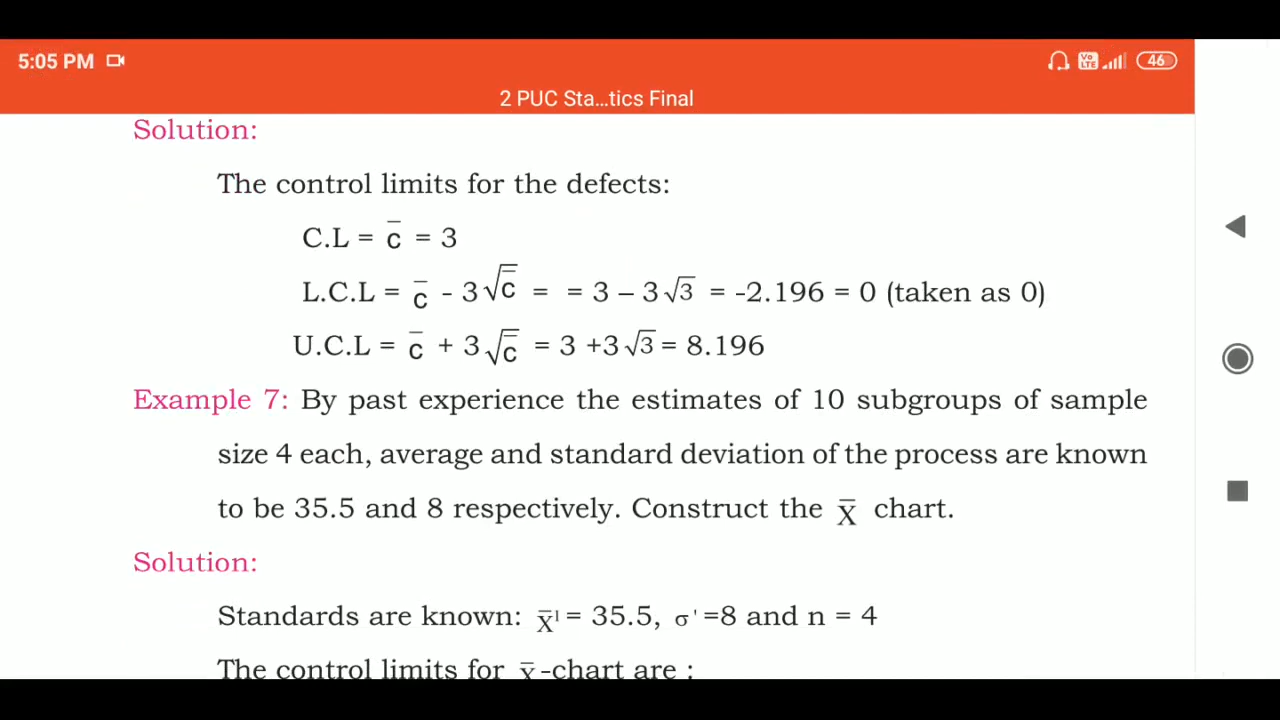 5:05 PM
Vo LTE 46
2 PUC Sta...tics Final
Solution:
The control limits for the defects:
C.L = c̄ = 3
L.C.L = c̄ - 3√c̄ = = 3 – 3√3 = -2.196 = 0 (taken as 0)
U.C.L = c̄ + 3√c̄ = 3 +3√3 = 8.196
Example 7: By past experience the estimates of 10 subgroups of sample
size 4 each, average and standard deviation of the process are known
to be 35.5 and 8 respectively. Construct the X̄ chart.
Solution:
Standards are known: X̄ˡ = 35.5, σ' =8 and n = 4
The control limits for x̄ -chart are :